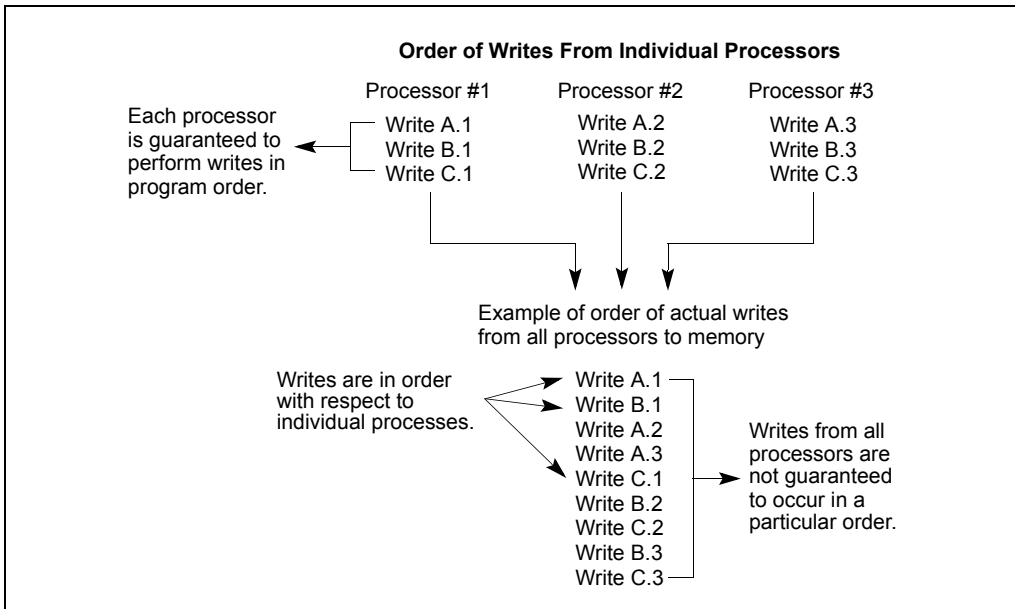 Order of Writes From Individual Processors
Processor #1
Processor #2
Processor #3
Each processor
is guaranteed to
perform writes in
program order.
Write A.1
Write B.1
Write C.1
Write A.2
Write B.2
Write C.2
Write A.3
Write B.3
Write C.3
Example of order of actual writes
from all processors to memory
Writes are in order
with respect to
individual processes.
Write A.1
Write B.1
Write A.2
Write A.3
Write C.1
Write B.2
Write C.2
Write B.3
Write C.3
Writes from all
processors are
not guaranteed
to occur in a
particular order.